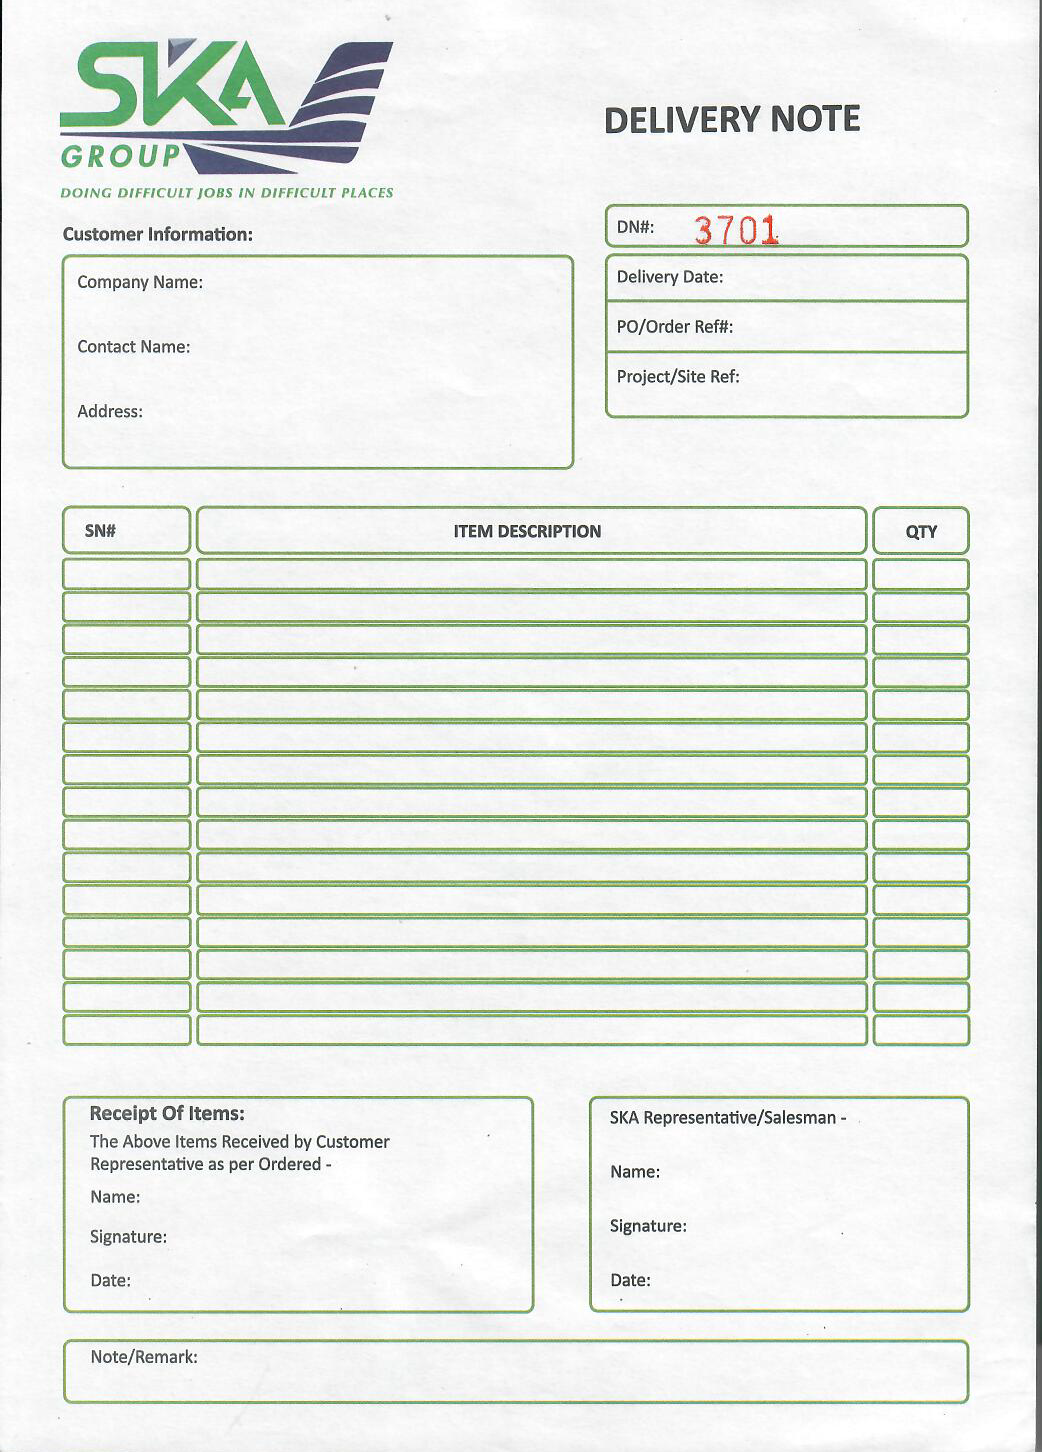 SKA
GROUP
DOING DIFFICULT JOBS IN DIFFICULT PLACES
DELIVERY NOTE
DN#: 3701
Delivery Date:
PO/Order Ref#:
Project/Site Ref:
Customer Information:
Company Name:
Contact Name:
Address:
SN# ITEM DESCRIPTION QTY
Receipt Of Items:
The Above Items Received by Customer
Representative as per Ordered -
Name:
Signature:
Date:
SKA Representative/Salesman -
Name:
Signature:
Date:
Note/Remark: